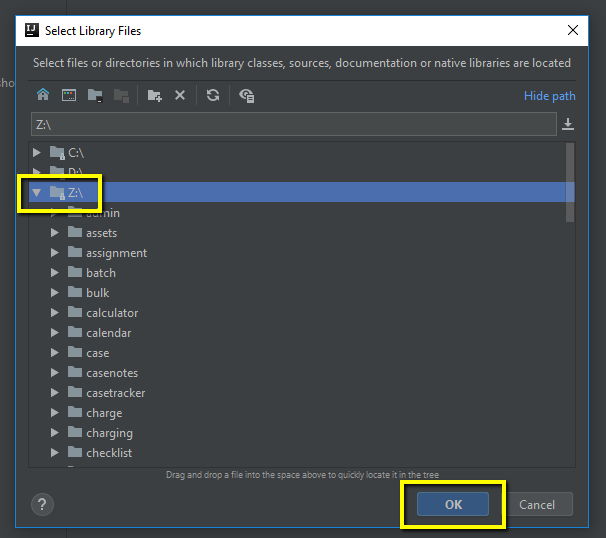 IJ Select Library Files
Select files or directories in which library classes, sources, documentation or native libraries are located
sho
Hide path
Z:\
C:\
D:\
Z:\
admin
assets
assignment
batch
bulk
calculator
calendar
case
casenotes
casetracker
charge
charging
checklist
Drag and drop a file into the space above to quickly locate it in the tree
? OK Cancel